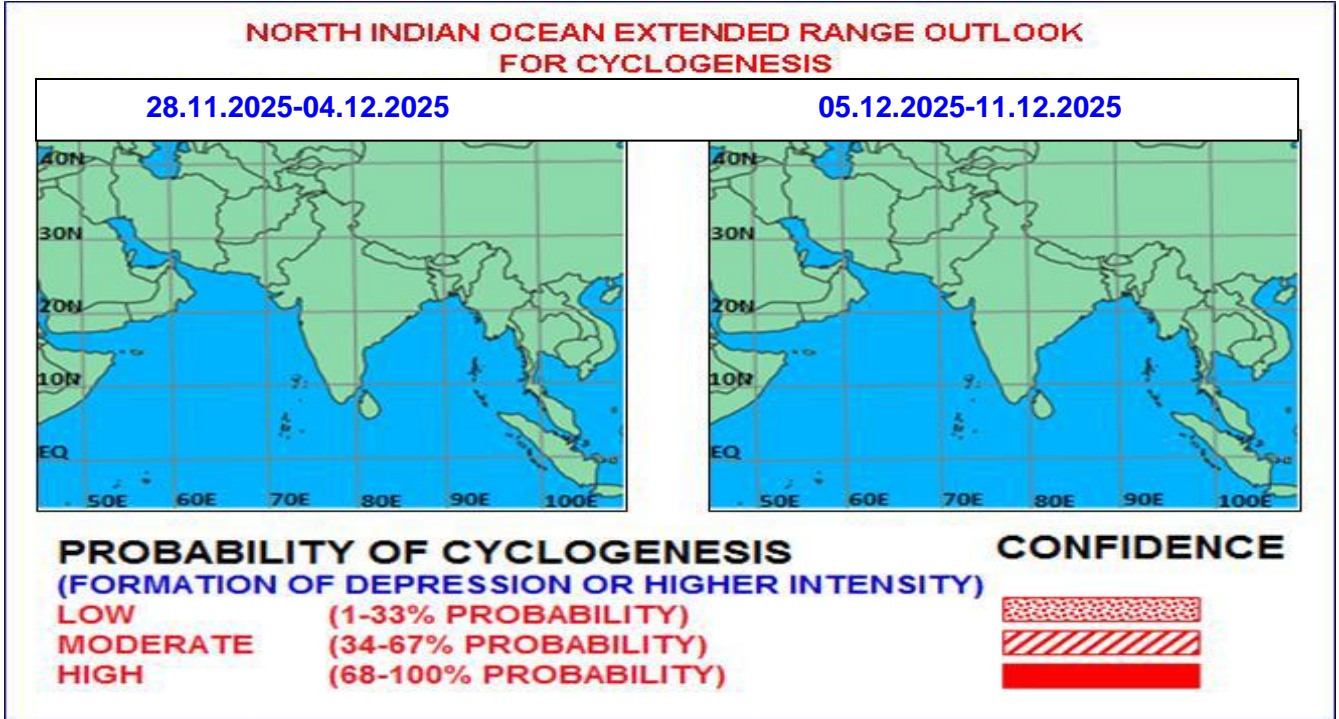 NORTH INDIAN OCEAN EXTENDED RANGE OUTLOOK
FOR CYCLOGENESIS
28.11.2025-04.12.2025 05.12.2025-11.12.2025
40N
30N
20N
10N
EQ
50E 60E 70E 80E 90E 100E
40N
30N
20N
10N
EQ
50E 60E 70E 80E 90E 100E
PROBABILITY OF CYCLOGENESIS CONFIDENCE
(FORMATION OF DEPRESSION OR HIGHER INTENSITY)
LOW (1-33% PROBABILITY)
MODERATE (34-67% PROBABILITY)
HIGH (68-100% PROBABILITY)